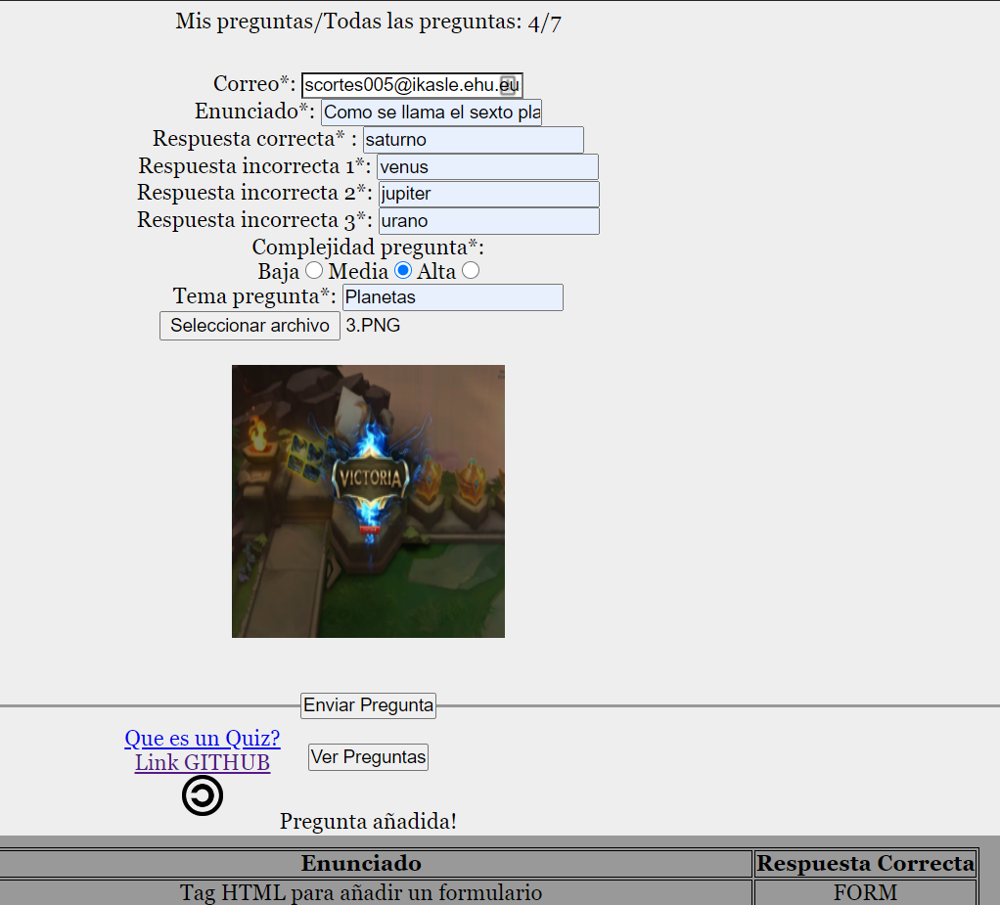 Mis preguntas/Todas las preguntas: 4/7
Correo*: scortes005@ikasle.ehu.eu
Enunciado*: Como se llama el sexto pla
Respuesta correcta* : saturno
Respuesta incorrecta 1*: venus
Respuesta incorrecta 2*: jupiter
Respuesta incorrecta 3*: urano
Complejidad pregunta*:
Baja Media Alta
Tema pregunta*: Planetas
Seleccionar archivo 3.PNG
VICTORIA
Enviar Pregunta
Que es un Quiz?
Link GITHUB
Ver Preguntas
Pregunta añadida!
Enunciado Respuesta Correcta
Tag HTML para añadir un formulario FORM